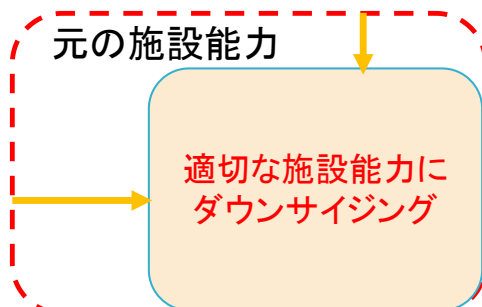 元の施設能力
適切な施設能力に
ダウンサイジング